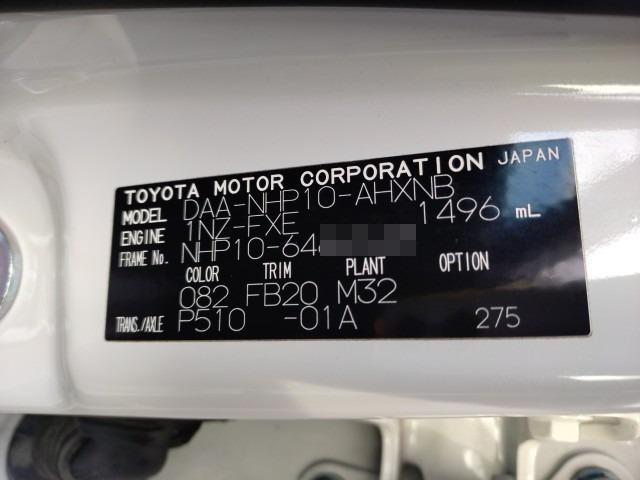 TOYOTA MOTOR CORPORATION JAPAN
MODEL DAA-NHP10-AHXNB
ENGINE 1NZ-FXE 1496 mL
FRAME No. NHP10-64
COLOR TRIM PLANT OPTION
082 FB20 M32
TRANS./AXLE P510 -01A 275